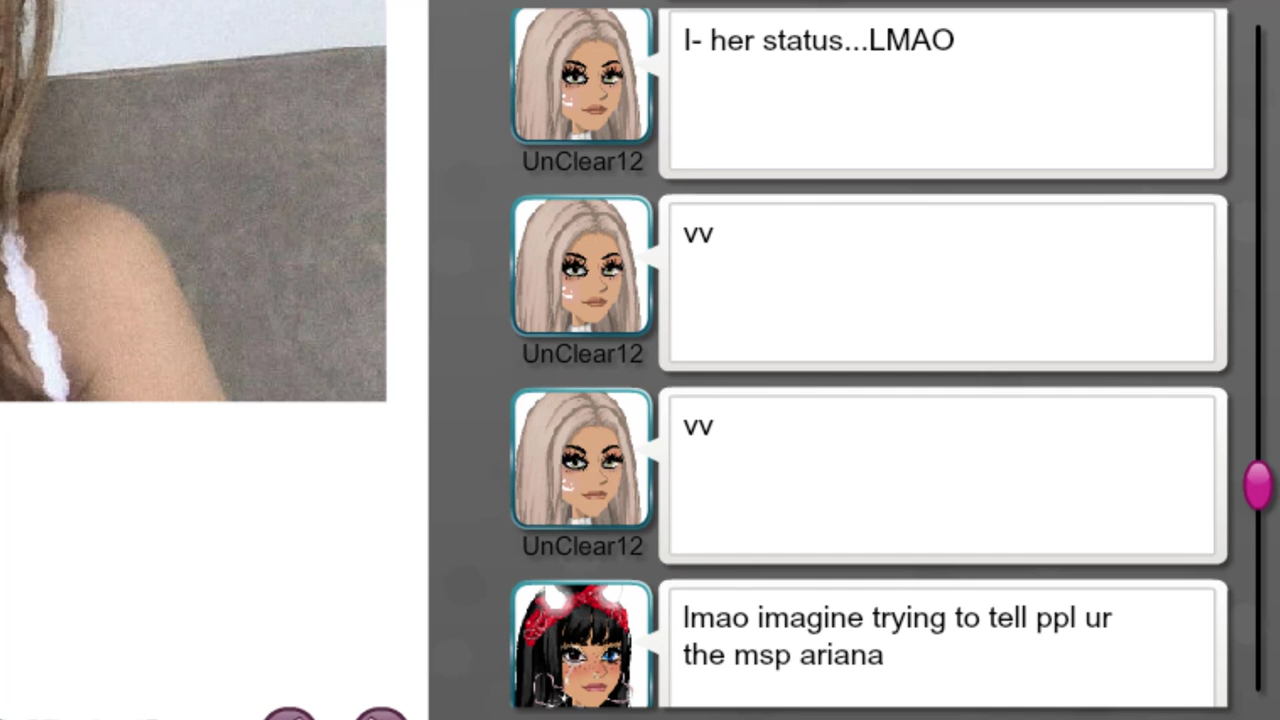 I- her status...LMAO
UnClear12
vv
UnClear12
vv
UnClear12
lmao imagine trying to tell ppl ur
the msp ariana